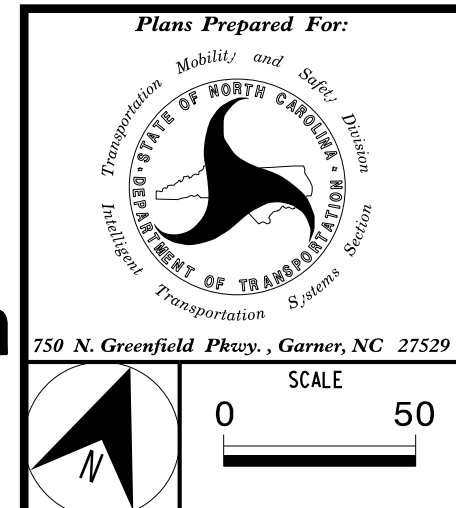 Plans Prepared For:
Transportation Mobility and Safety Division
STATE OF NORTH CAROLINA
DEPARTMENT OF TRANSPORTATION
Intelligent Transportation Systems Section
750 N. Greenfield Pkwy. , Garner, NC 27529
SCALE
0 50
N